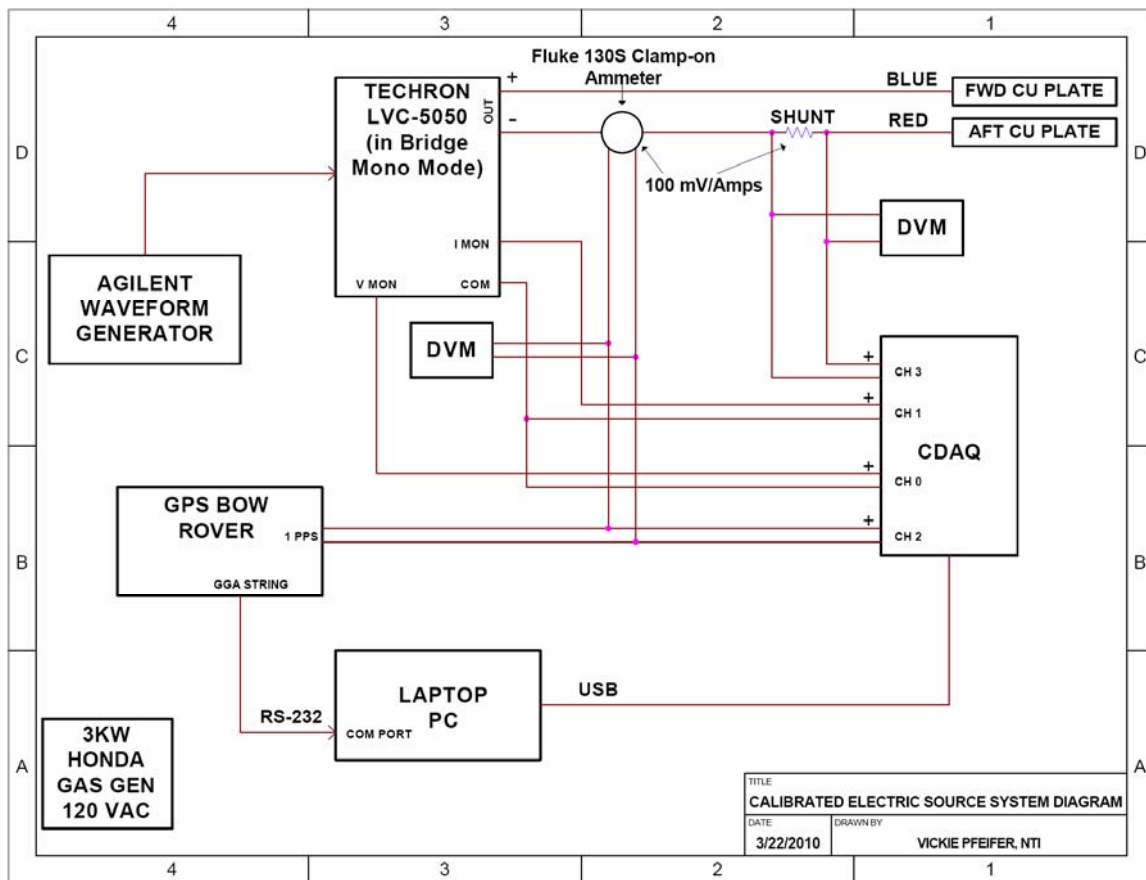 4 3 2 1
Fluke 130S Clamp-on
Ammeter
TECHRON
LVC-5050
(in Bridge
Mono Mode)
OUT
+
-
I MON
V MON
COM
BLUE
FWD CU PLATE
SHUNT
RED
AFT CU PLATE
100 mV/Amps
DVM
D
D
AGILENT
WAVEFORM
GENERATOR
DVM
C
C
+
CH 3
+
CH 1
CDAQ
+
CH 0
+
CH 2
GPS BOW
ROVER
1 PPS
GGA STRING
B
B
LAPTOP
PC
COM PORT
RS-232
USB
3KW
HONDA
GAS GEN
120 VAC
A
A
TITLE
CALIBRATED ELECTRIC SOURCE SYSTEM DIAGRAM
DATE
3/22/2010
DRAWN BY
VICKIE PFEIFER, NTI
4 3 2 1